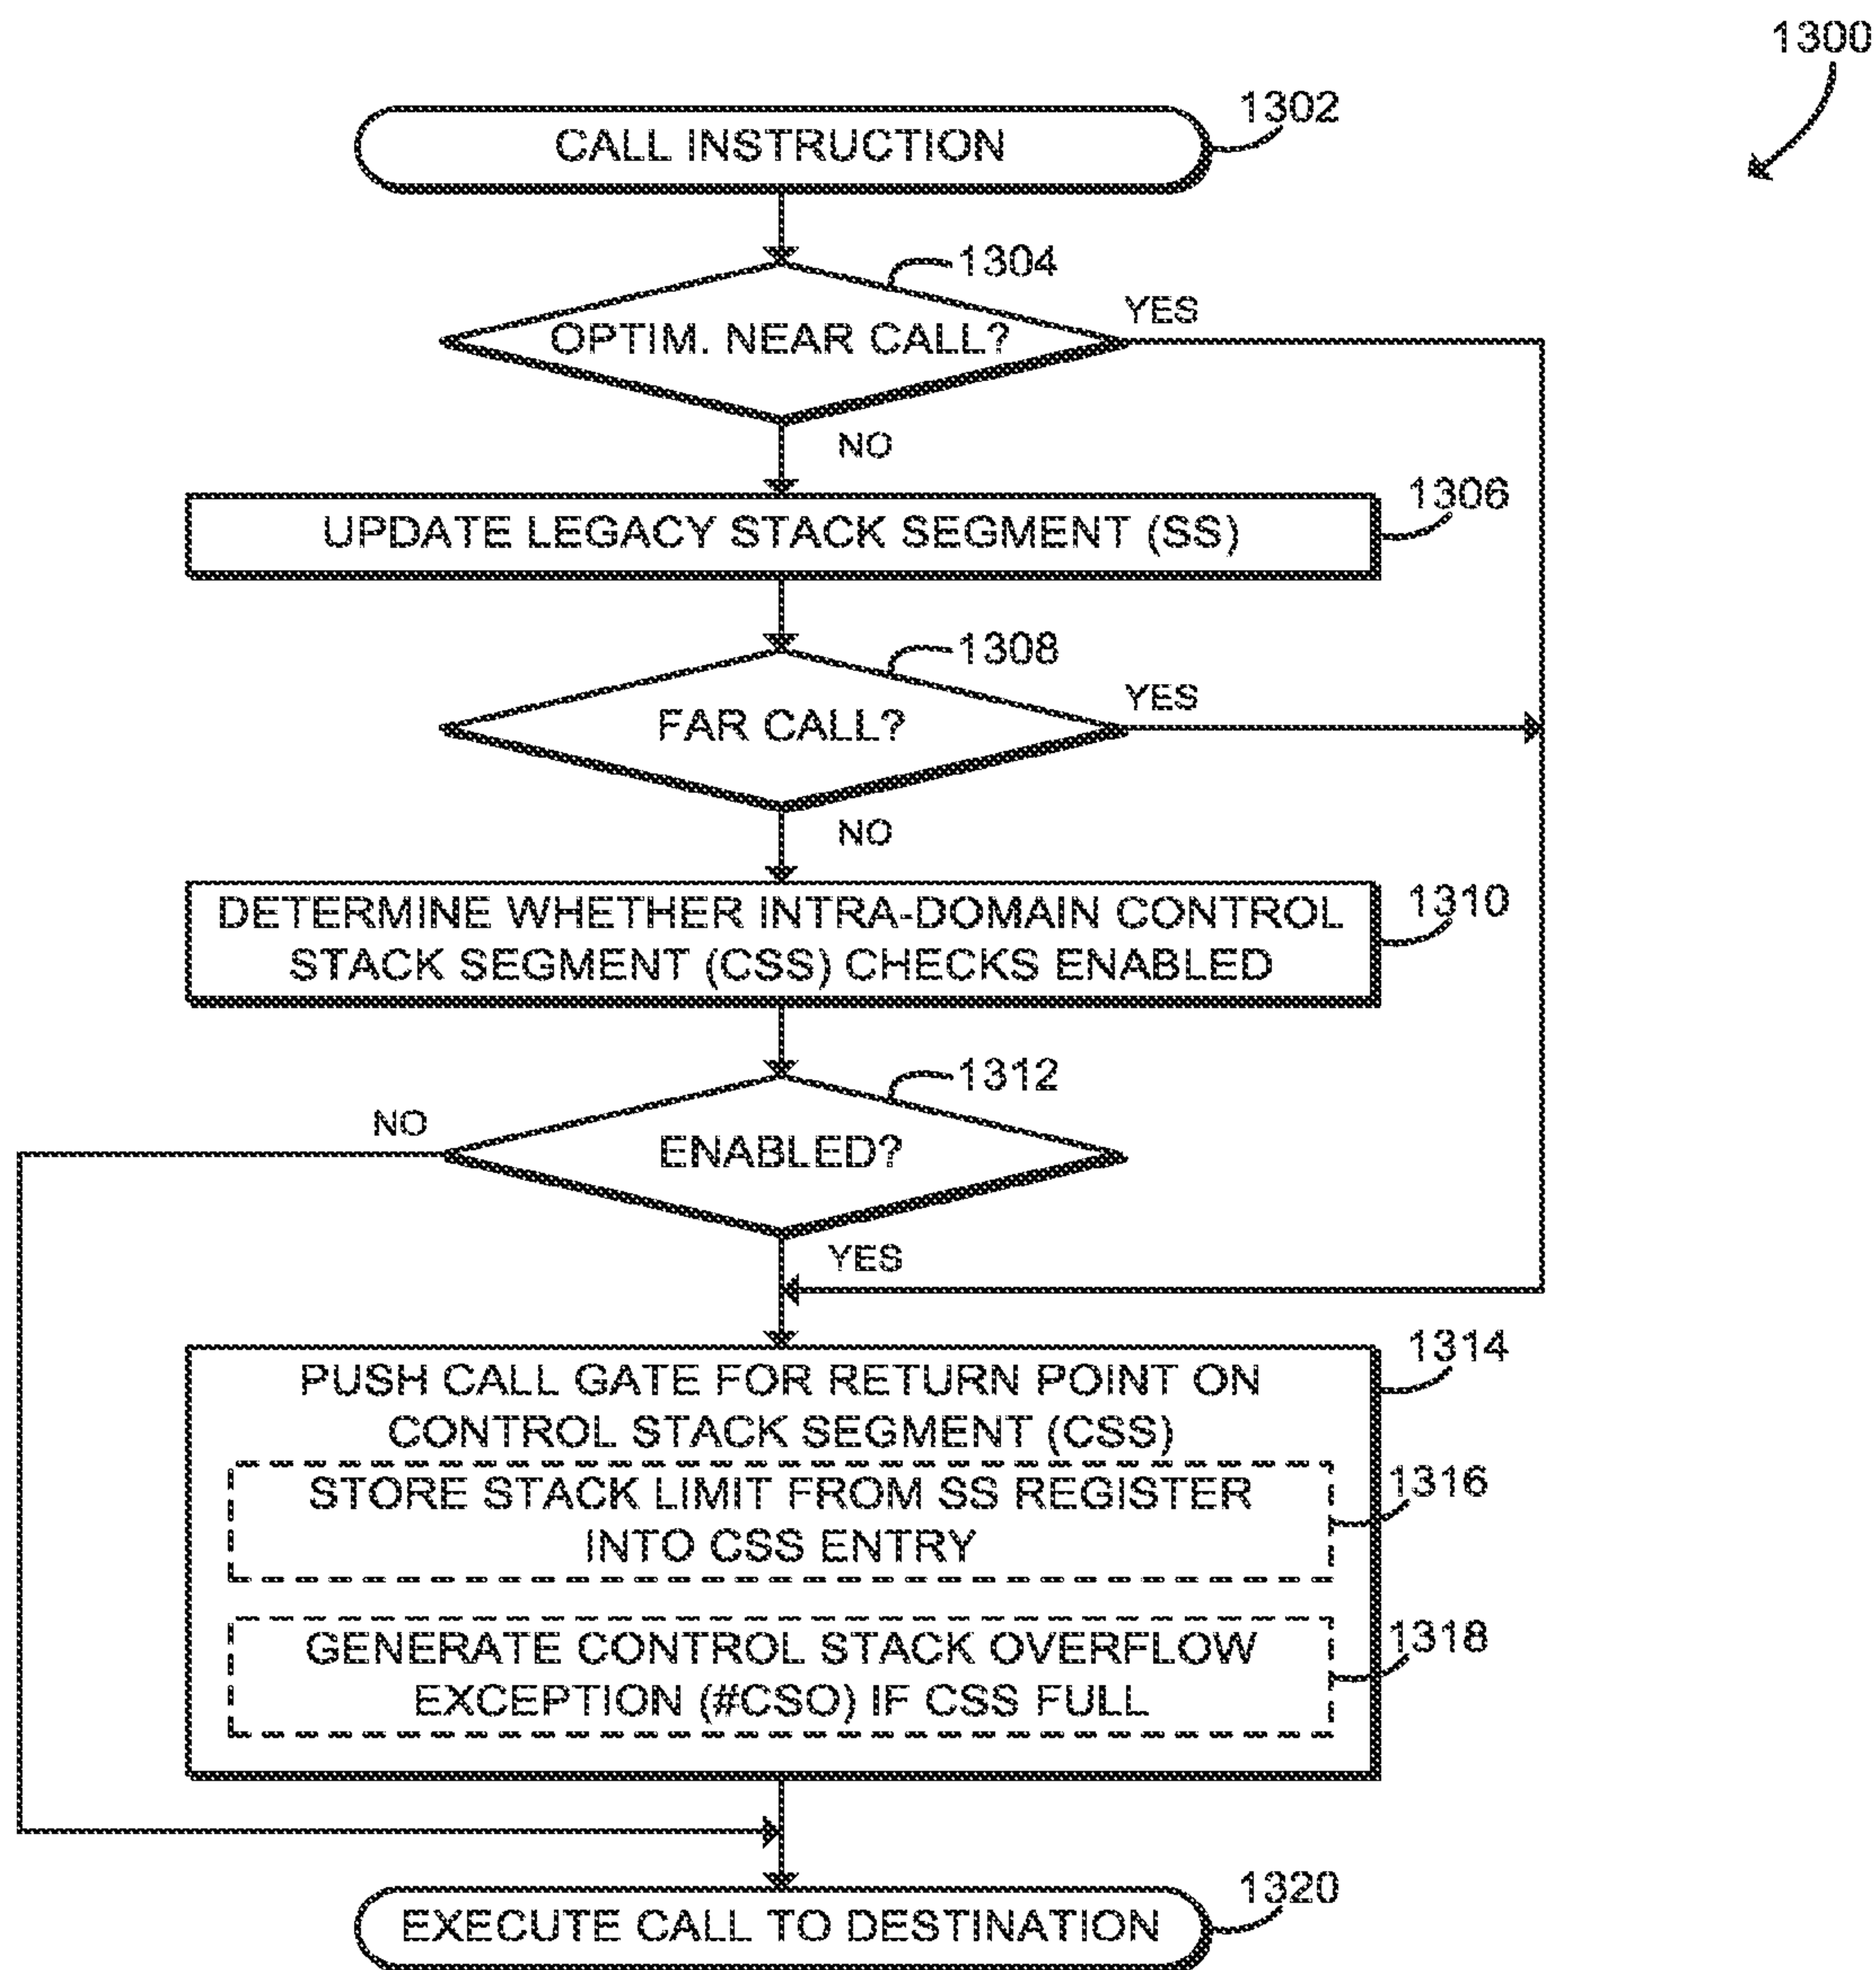 1300
CALL INSTRUCTION
1302
OPTIM. NEAR CALL?
1304
YES
NO
UPDATE LEGACY STACK SEGMENT (SS)
1306
FAR CALL?
1308
YES
NO
DETERMINE WHETHER INTRA-DOMAIN CONTROL
STACK SEGMENT (CSS) CHECKS ENABLED
1310
ENABLED?
1312
NO
YES
PUSH CALL GATE FOR RETURN POINT ON
CONTROL STACK SEGMENT (CSS)
1314
STORE STACK LIMIT FROM SS REGISTER
INTO CSS ENTRY
1316
GENERATE CONTROL STACK OVERFLOW
EXCEPTION (#CSO) IF CSS FULL
1318
EXECUTE CALL TO DESTINATION
1320